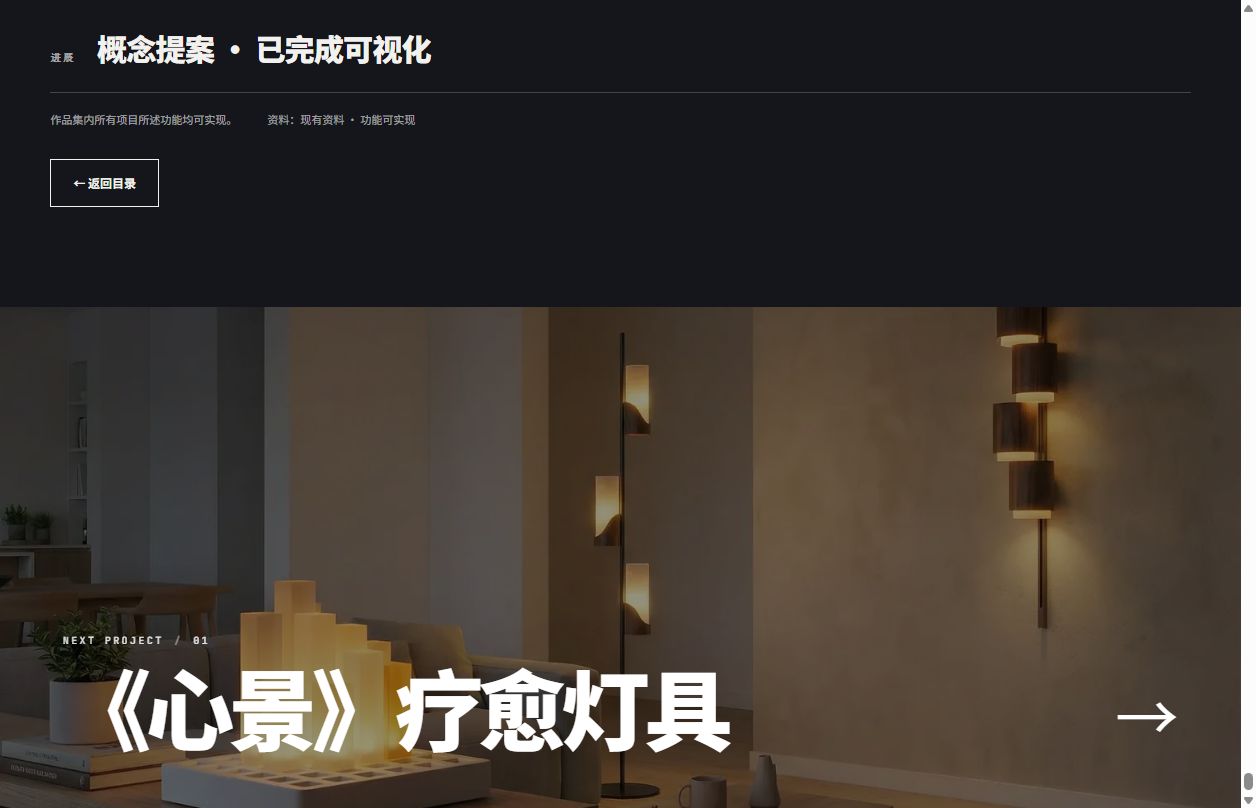 进展 概念提案 • 已完成可视化
作品集内所有项目所述功能均可实现。 资料：现有资料 · 功能可实现
← 返回目录
NEXT PROJECT / 01
《心景》疗愈灯具
→